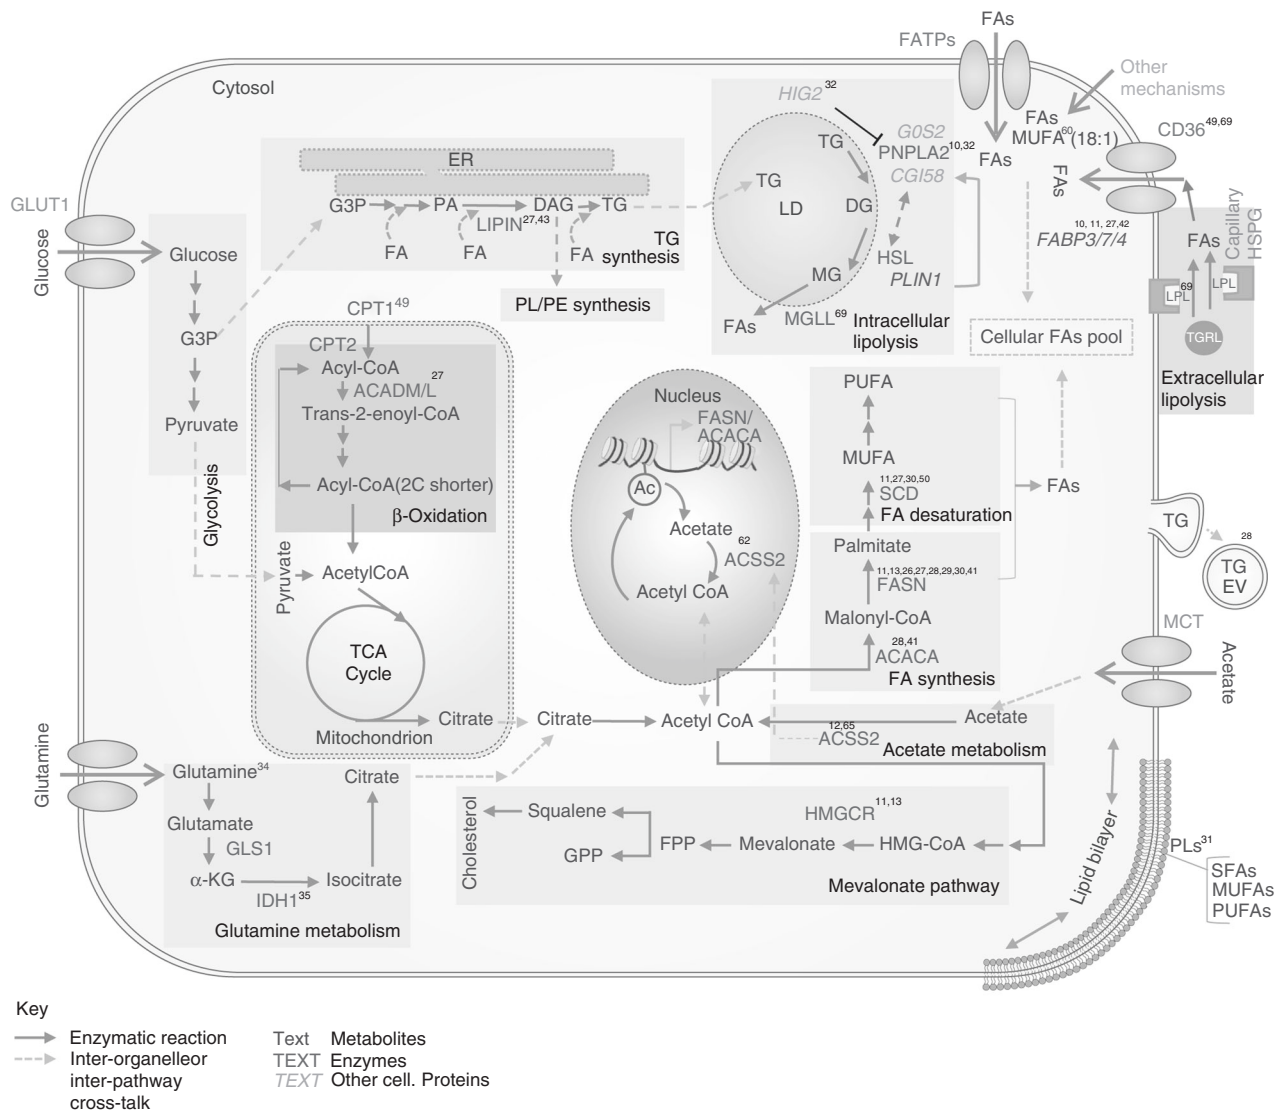 FAs
FATPs
Other
mechanisms
Cytosol
HIG2 32
FAs
MUFA60 (18:1)
CD36 49,69
G0S2
PNPLA2 10,32
CGI58
TG
FAs
FAs
ER
TG
LD
DG
GLUT1
G3P
PA
DAG
TG
LIPIN 27,43
FA
FA
FA
TG
synthesis
10, 11, 27,42
FABP3/7/4
FAs
Capillary
HSPG
Glucose
Glucose
HSL
PLIN1
MG
LPL 69
LPL
PL/PE synthesis
CPT1 49
FAs
MGLL 69
Intracellular
lipolysis
Cellular FAs pool
TGRL
G3P
CPT2
Acyl-CoA
27
ACADM/L
Trans-2-enoyl-CoA
Extracellular
lipolysis
Nucleus
PUFA
FASN/
ACACA
Pyruvate
MUFA
Acyl-CoA(2C shorter)
β-Oxidation
Ac
11,27,30,50
SCD
FA desaturation
FAs
Glycolysis
Acetate
62
ACSS2
Palmitate
TG
28
TG
EV
Pyruvate
AcetylCoA
11,13,26,27,28,29,30,41
FASN
Acetyl CoA
Malonyl-CoA
MCT
TCA
Cycle
28,41
ACACA
FA synthesis
Acetate
Citrate
Citrate
Acetyl CoA
Acetate
Mitochondrion
12,65
ACSS2
Acetate metabolism
Glutamine
Glutamine34
Citrate
Glutamate
GLS1
α-KG
IDH1 35
Isocitrate
Glutamine metabolism
Cholesterol
Squalene
GPP
FPP
HMGCR 11,13
Mevalonate
HMG-CoA
Mevalonate pathway
Lipid bilayer
PLs31
SFAs
MUFAs
PUFAs
Key
Enzymatic reaction
Inter-organelleor
inter-pathway
cross-talk
Text Metabolites
TEXT Enzymes
TEXT Other cell. Proteins